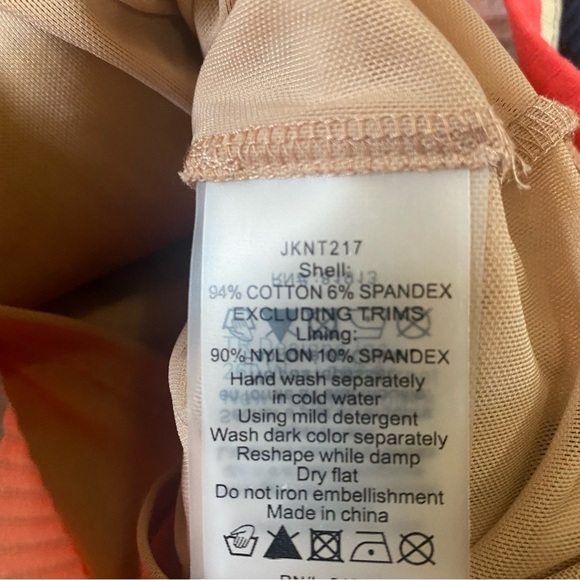 JKNT217
Shell:
94% COTTON 6% SPANDEX
EXCLUDING TRIMS
Lining:
90% NYLON 10% SPANDEX
Hand wash separately
in cold water
Using mild detergent
Wash dark color separately
Reshape while damp
Dry flat
Do not iron embellishment
Made in china